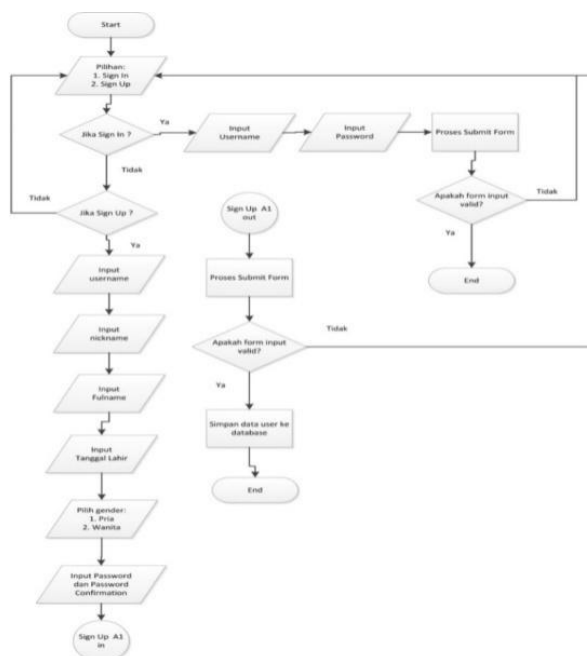 Start
Pilihan:
1. Sign In
2. Sign Up
Jika Sign In ?
Ya
Input
Username
Input
Password
Proses Submit Form
Apakah form input
valid?
Tidak
Ya
End
Tidak
Jika Sign Up ?
Tidak
Ya
Input
username
Input
nickname
Input
Fulname
Input
Tanggal Lahir
Pilih gender:
1. Pria
2. Wanita
Input Password
dan Password
Confirmation
Sign Up A1
in
Sign Up A1
out
Proses Submit Form
Apakah form input
valid?
Tidak
Ya
Simpan data user ke
database
End